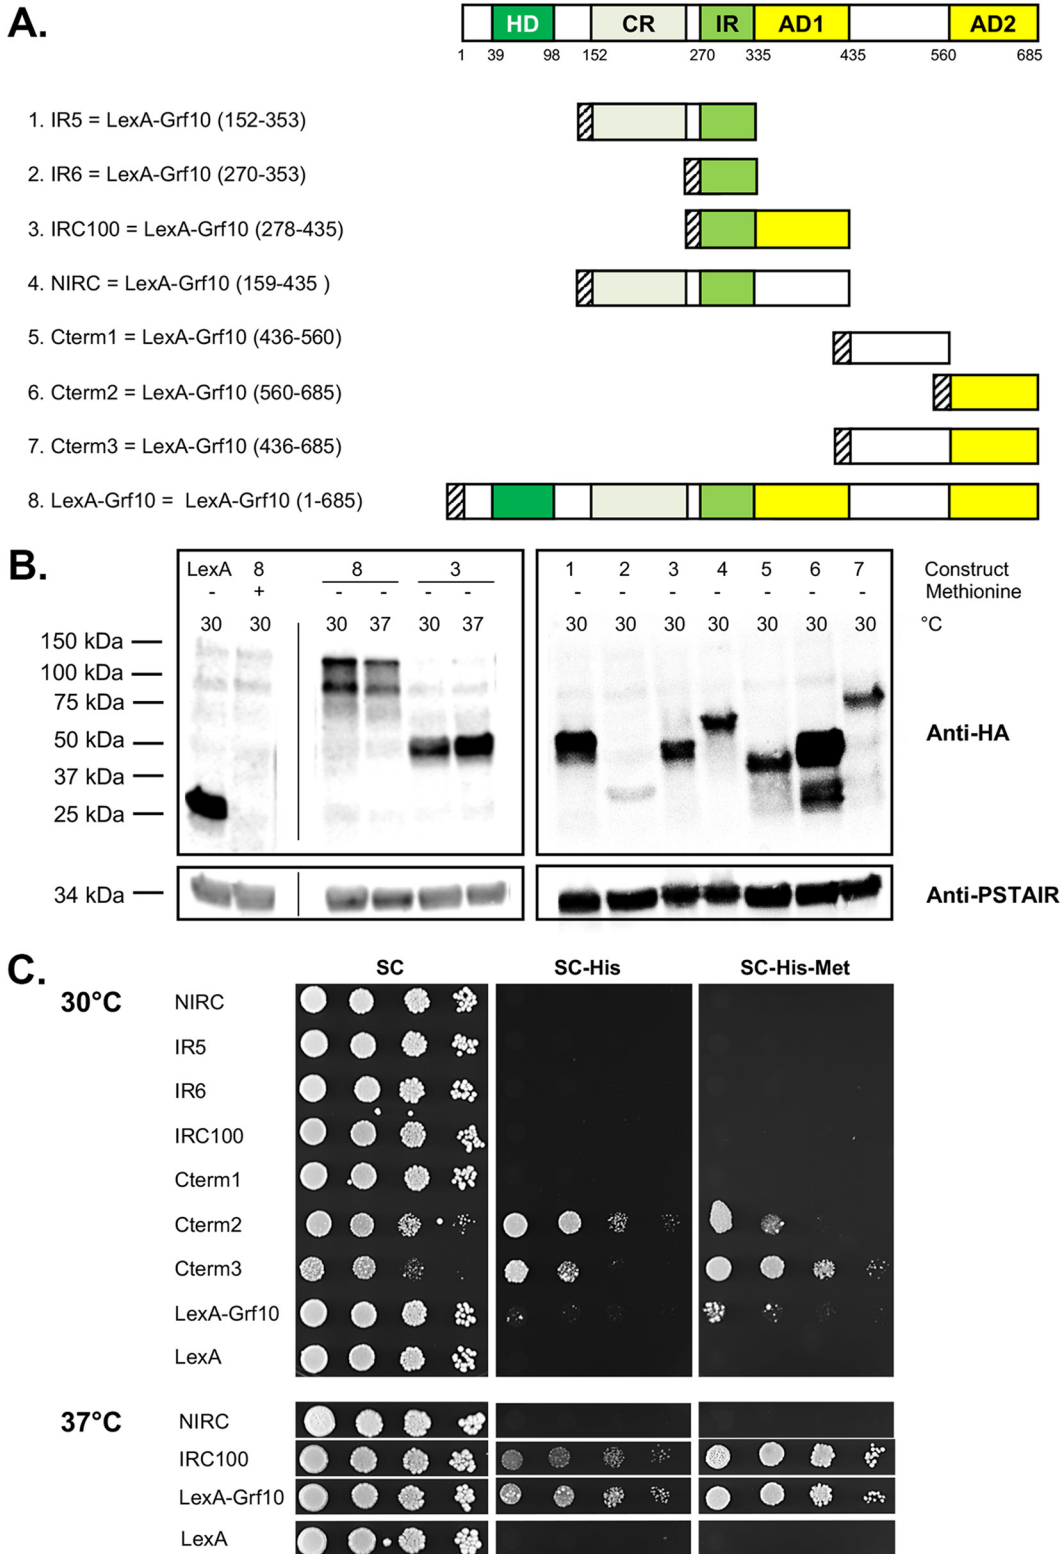 A.
HD CR IR AD1 AD2
1 39 98 152 270 335 435 560 685
1. IR5 = LexA-Grf10 (152-353)
2. IR6 = LexA-Grf10 (270-353)
3. IRC100 = LexA-Grf10 (278-435)
4. NIRC = LexA-Grf10 (159-435 )
5. Cterm1 = LexA-Grf10 (436-560)
6. Cterm2 = LexA-Grf10 (560-685)
7. Cterm3 = LexA-Grf10 (436-685)
8. LexA-Grf10 = LexA-Grf10 (1-685)
B.
LexA 8 8 3 1 2 3 4 5 6 7 Construct
- + - - - - - - - - - - - Methionine
30 30 30 37 30 37 30 30 30 30 30 30 30 °C
150 kDa
100 kDa
75 kDa
50 kDa
37 kDa
25 kDa
Anti-HA
34 kDa
Anti-PSTAIR
C.
SC SC-His SC-His-Met
30°C
NIRC
IR5
IR6
IRC100
Cterm1
Cterm2
Cterm3
LexA-Grf10
LexA
37°C
NIRC
IRC100
LexA-Grf10
LexA